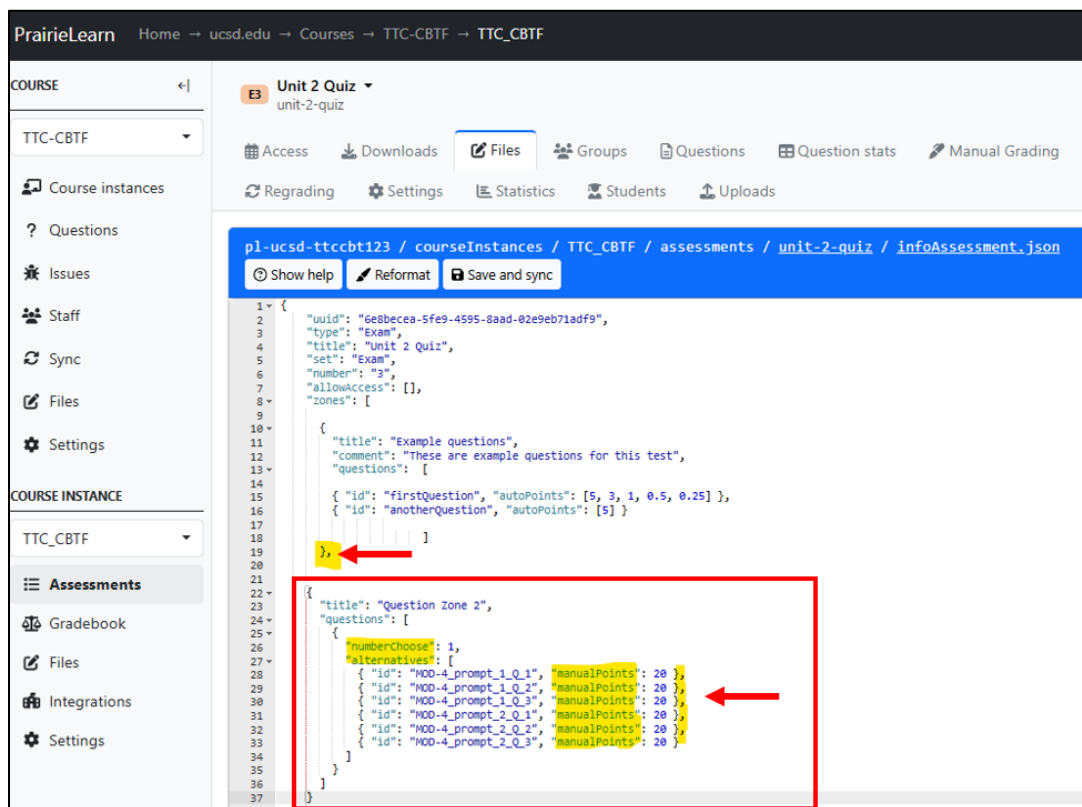 PrairieLearn Home → ucsd.edu → Courses → TTC-CBTF → TTC_CBTF
COURSE
TTC-CBTF
Course instances
Questions
Issues
Staff
Sync
Files
Settings
COURSE INSTANCE
TTC_CBTF
Assessments
Gradebook
Files
Integrations
Settings
E3 Unit 2 Quiz
unit-2-quiz
Access Downloads Files Groups Questions Question stats Manual Grading
Regrading Settings Statistics Students Uploads
pl-ucsd-ttccbt123 / courseInstances / TTC_CBTF / assessments / unit-2-quiz / infoAssessment.json
Show help Reformat Save and sync
1 {
2 "uuid": "6e8becea-5fe9-4595-8aad-02e9eb71adf9",
3 "type": "Exam",
4 "title": "Unit 2 Quiz",
5 "set": "Exam",
6 "number": "3",
7 "allowAccess": [],
8 "zones": [
9
10 {
11 "title": "Example questions",
12 "comment": "These are example questions for this test",
13 "questions": [
14
15 { "id": "firstQuestion", "autoPoints": [5, 3, 1, 0.5, 0.25] },
16 { "id": "anotherQuestion", "autoPoints": [5] }
17
18 ]
19 },
20
21
22 {
23 "title": "Question Zone 2",
24 "questions": [
25 {
26 "numberChoose": 1,
27 "alternatives": [
28 { "id": "MOD-4_prompt_1_Q_1", "manualPoints": 20 },
29 { "id": "MOD-4_prompt_1_Q_2", "manualPoints": 20 },
30 { "id": "MOD-4_prompt_1_Q_3", "manualPoints": 20 },
31 { "id": "MOD-4_prompt_2_Q_1", "manualPoints": 20 },
32 { "id": "MOD-4_prompt_2_Q_2", "manualPoints": 20 },
33 { "id": "MOD-4_prompt_2_Q_3", "manualPoints": 20 }
34 ]
35 }
36 ]
37 }